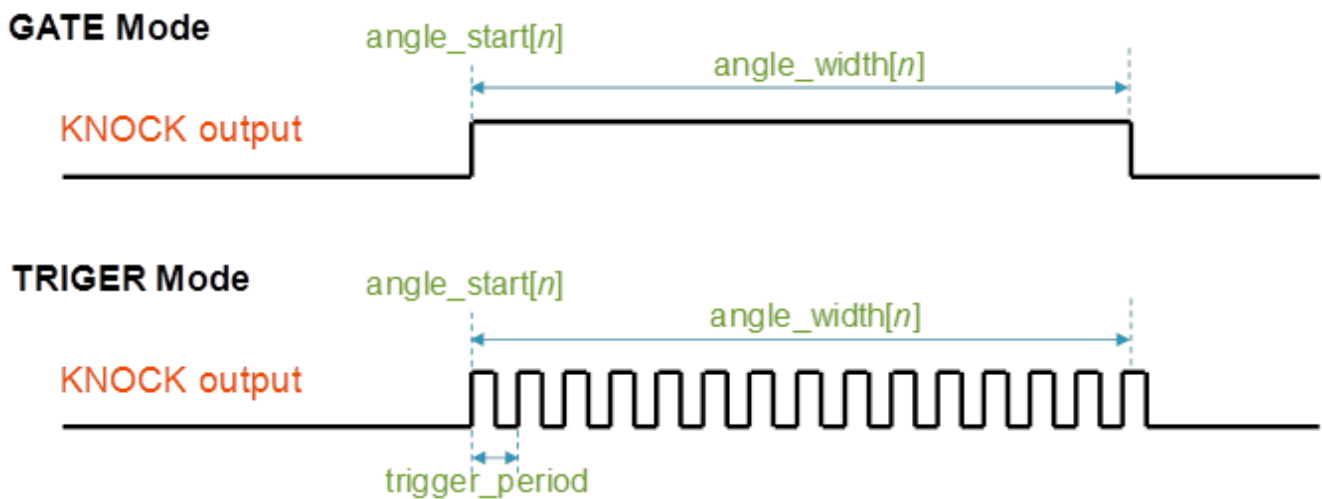 GATE Mode
angle_start[n]
angle_width[n]
KNOCK output
TRIGER Mode
angle_start[n]
angle_width[n]
KNOCK output
trigger_period